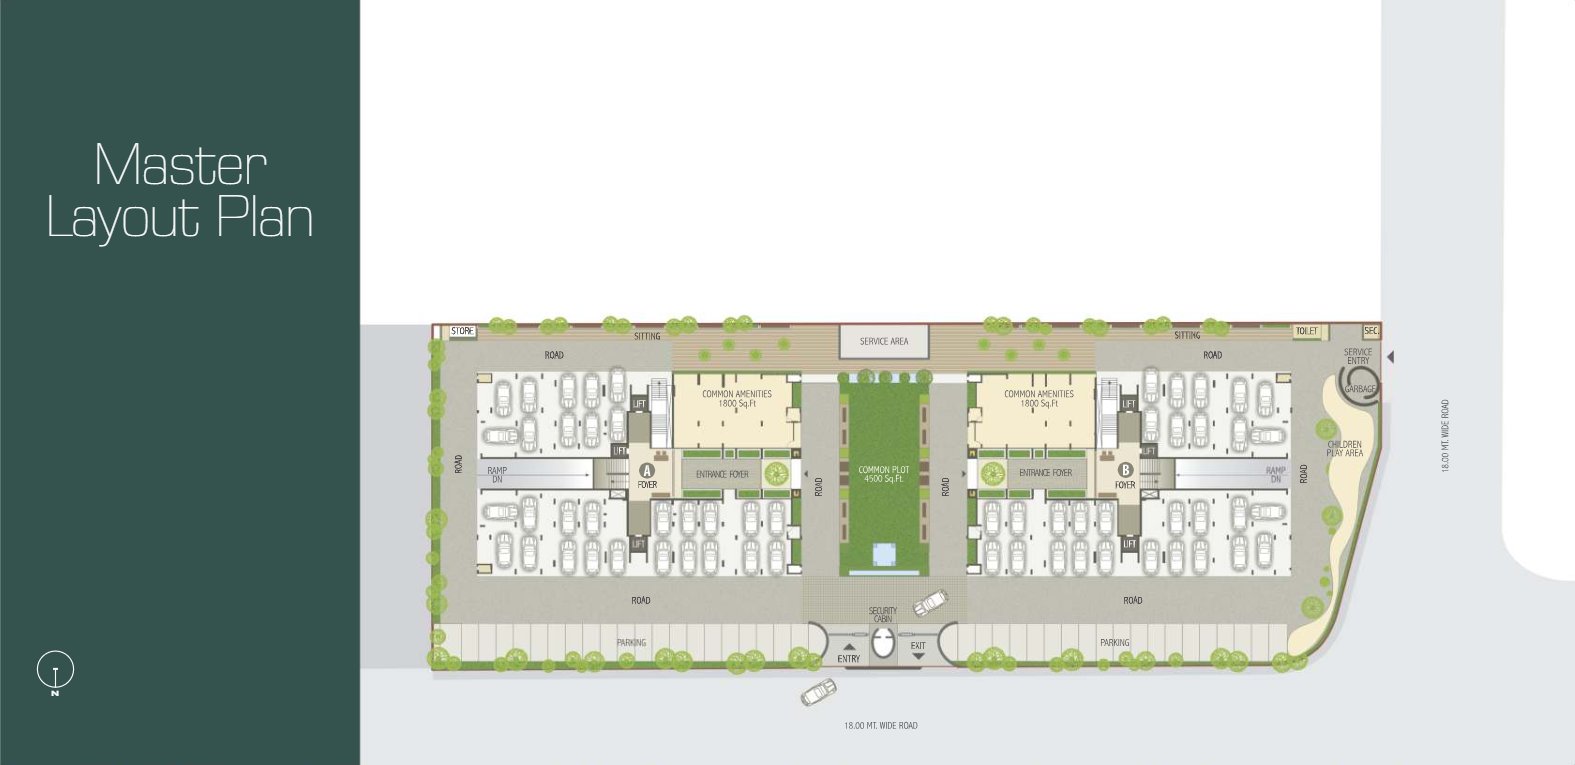 Master
Layout Plan
N
STORE
SITTING
SERVICE AREA
SITTING
TOILET
SEC.
ROAD
ROAD
SERVICE
ENTRY
GARBAGE
LIFT
COMMON AMENITIES
1800 Sq.Ft
COMMON AMENITIES
1800 Sq.Ft
LIFT
LIFT
LIFT
CHILDREN
PLAY AREA
ROAD
RAMP
DN
A
FOYER
ENTRANCE FOYER
ROAD
COMMON PLOT
4500 Sq.Ft.
ROAD
ENTRANCE FOYER
B
FOYER
RAMP
DN
ROAD
18.00 MT. WIDE ROAD
LIFT
LIFT
ROAD
ROAD
SECURITY
CABIN
PARKING
ENTRY
EXIT
PARKING
18.00 MT. WIDE ROAD